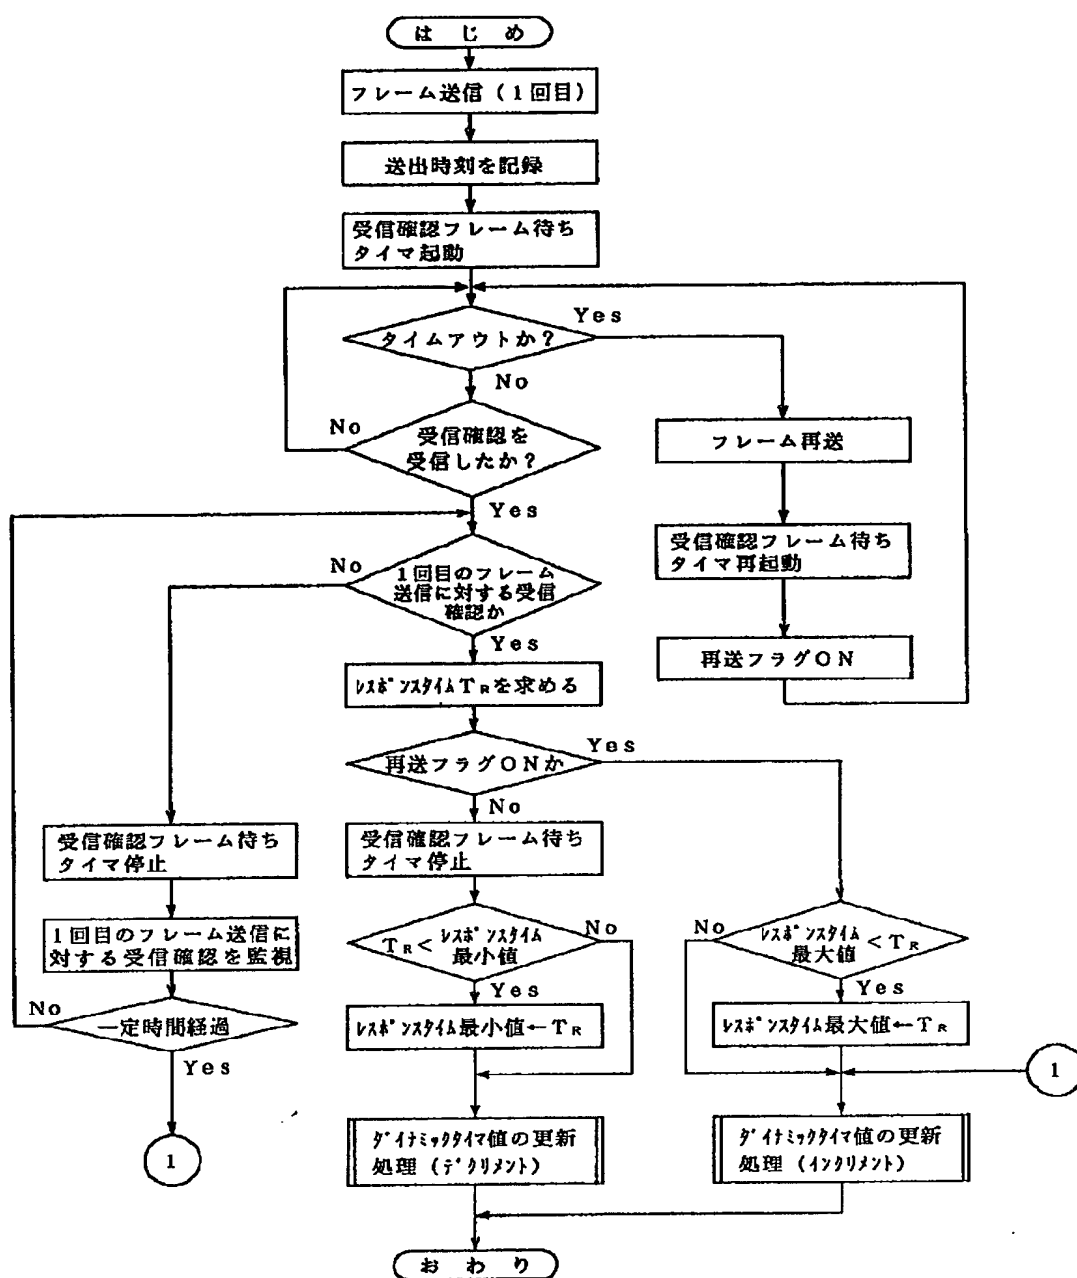 はじめ
フレーム送信(1回目)
送出時刻を記録
受信確認フレーム待ち
タイマ起動
タイムアウトか?
Yes
No
受信確認を
受信したか?
No
Yes
フレーム再送
受信確認フレーム待ち
タイマ再起動
再送フラグON
1回目のフレーム
送信に対する受信
確認か
No
Yes
レスポンスタイムTRを求める
再送フラグONか
Yes
No
受信確認フレーム待ち
タイマ停止
受信確認フレーム待ち
タイマ停止
1回目のフレーム送信に
対する受信確認を監視
No
一定時間経過
Yes
1
TR<レスポンスタイム
最小値
No
Yes
レスポンスタイム最小値←TR
No
レスポンスタイム
最大値<TR
Yes
レスポンスタイム最大値←TR
1
ダイナミックタイマ値の更新
処理(デクリメント)
ダイナミックタイマ値の更新
処理(インクリメント)
おわり